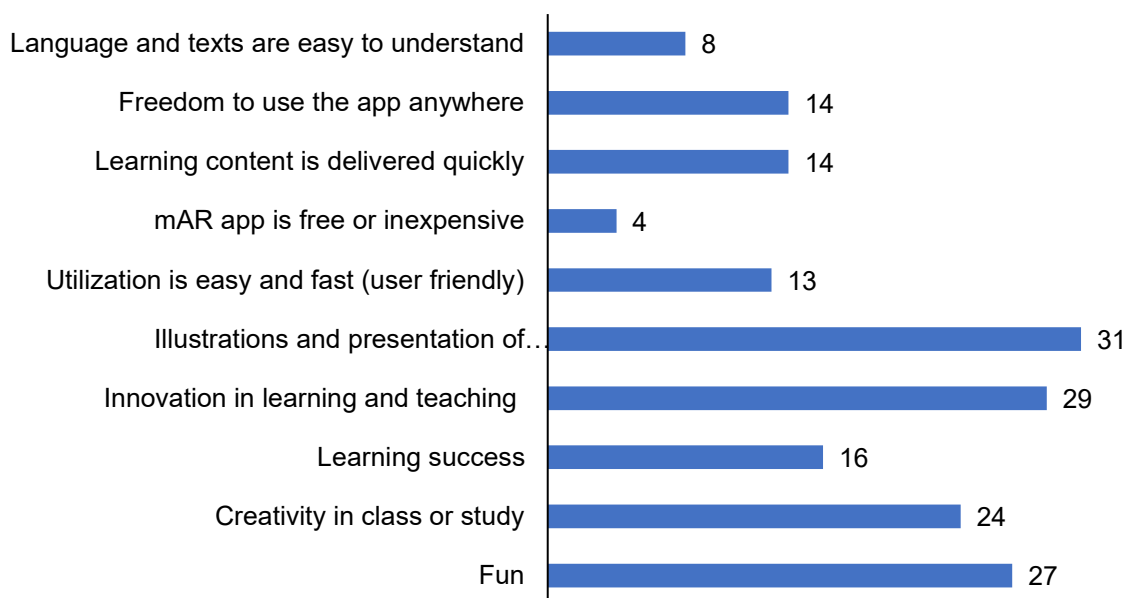 Language and texts are easy to understand 8
Freedom to use the app anywhere 14
Learning content is delivered quickly 14
mAR app is free or inexpensive 4
Utilization is easy and fast (user friendly) 13
Illustrations and presentation of… 31
Innovation in learning and teaching 29
Learning success 16
Creativity in class or study 24
Fun 27